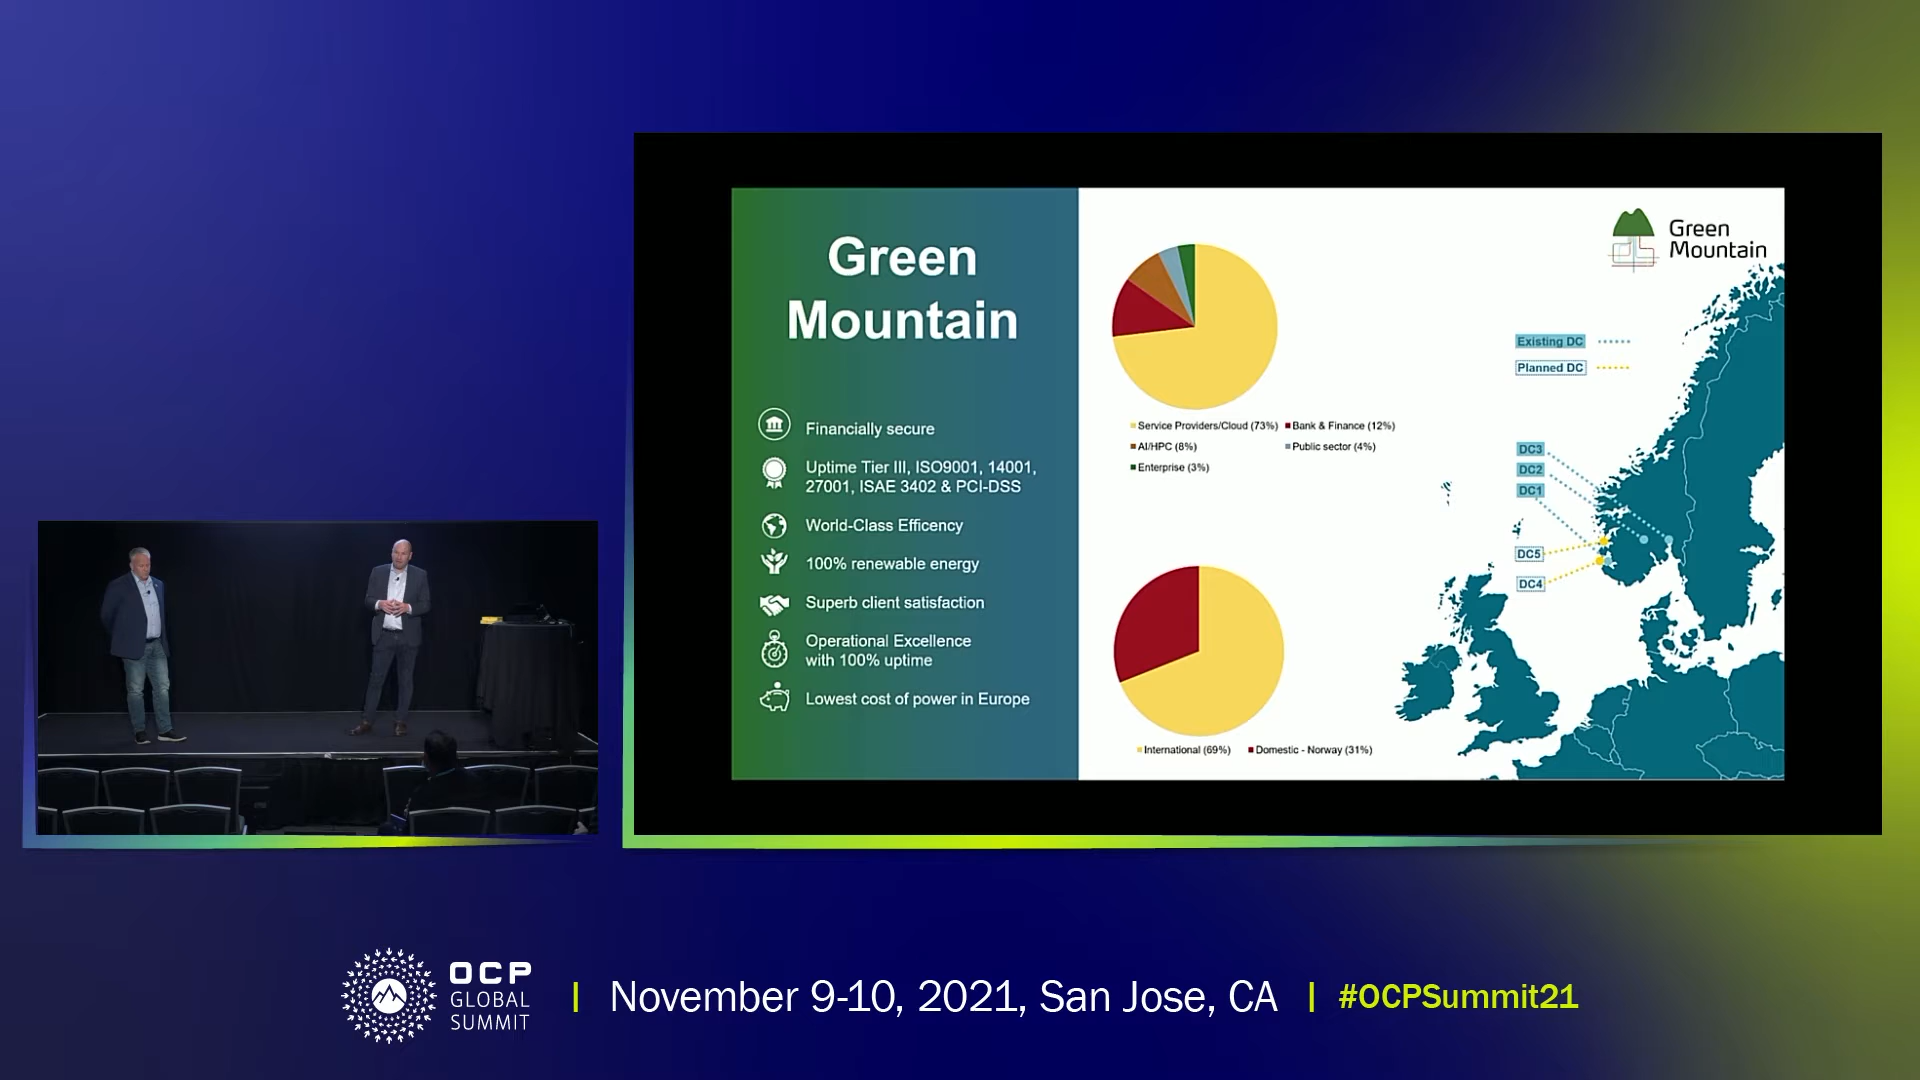 Green
Mountain
Financially secure
Uptime Tier III, ISO9001, 14001,
27001, ISAE 3402 & PCI-DSS
World-Class Efficency
100% renewable energy
Superb client satisfaction
Operational Excellence
with 100% uptime
Lowest cost of power in Europe
Service Providers/Cloud (73%)
Bank & Finance (12%)
AI/HPC (8%)
Public sector (4%)
Enterprise (3%)
International (69%)
Domestic - Norway (31%)
Green
Mountain
Existing DC
Planned DC
DC3
DC2
DC1
DC5
DC4
OCP
GLOBAL
SUMMIT
November 9-10, 2021, San Jose, CA
#OCPSummit21